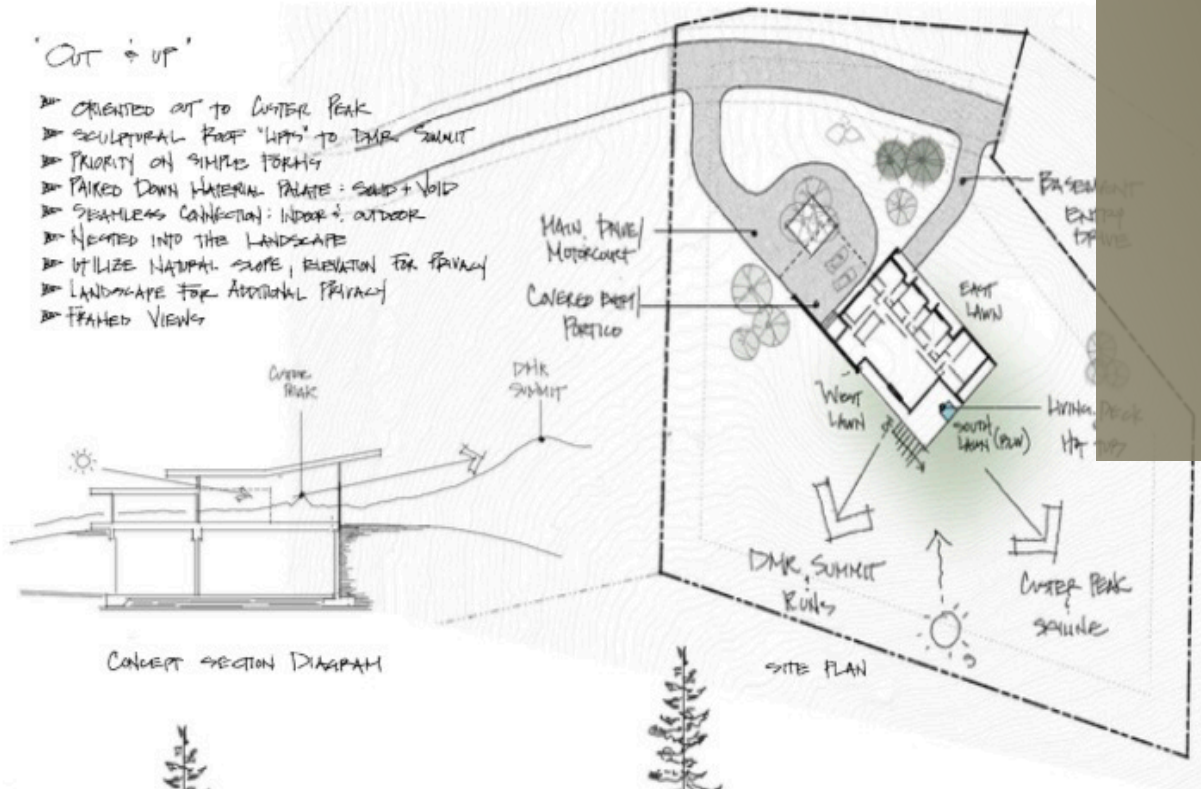 "OUT & UP"
ORIENTED OUT TO CUSTER PEAK
SCULPTURAL ROOF "LIFTS" TO DMR SUMMIT
PRIORITY ON SIMPLE FORMS
PAIRED DOWN MATERIAL PALATE: SOLID + VOID
SEAMLESS CONNECTION: INDOOR & OUTDOOR
NESTED INTO THE LANDSCAPE
UTILIZE NATURAL SLOPE, ELEVATION FOR PRIVACY
LANDSCAPE FOR ADDITIONAL PRIVACY
FRAMED VIEWS
MAIN DRIVE/
MOTORCOURT
COVERED
PORTICO
BASEMENT
ENTRY
DRIVE
EAST
LAWN
WEST
LAWN
SOUTH
LAWN
LIVING DECK
HOT TUB
CUSTER
PEAK
DMR
SUMMIT
DMR SUMMIT
&
RUNS
CUSTER PEAK
&
SKYLINE
CONCEPT SECTION DIAGRAM
SITE PLAN